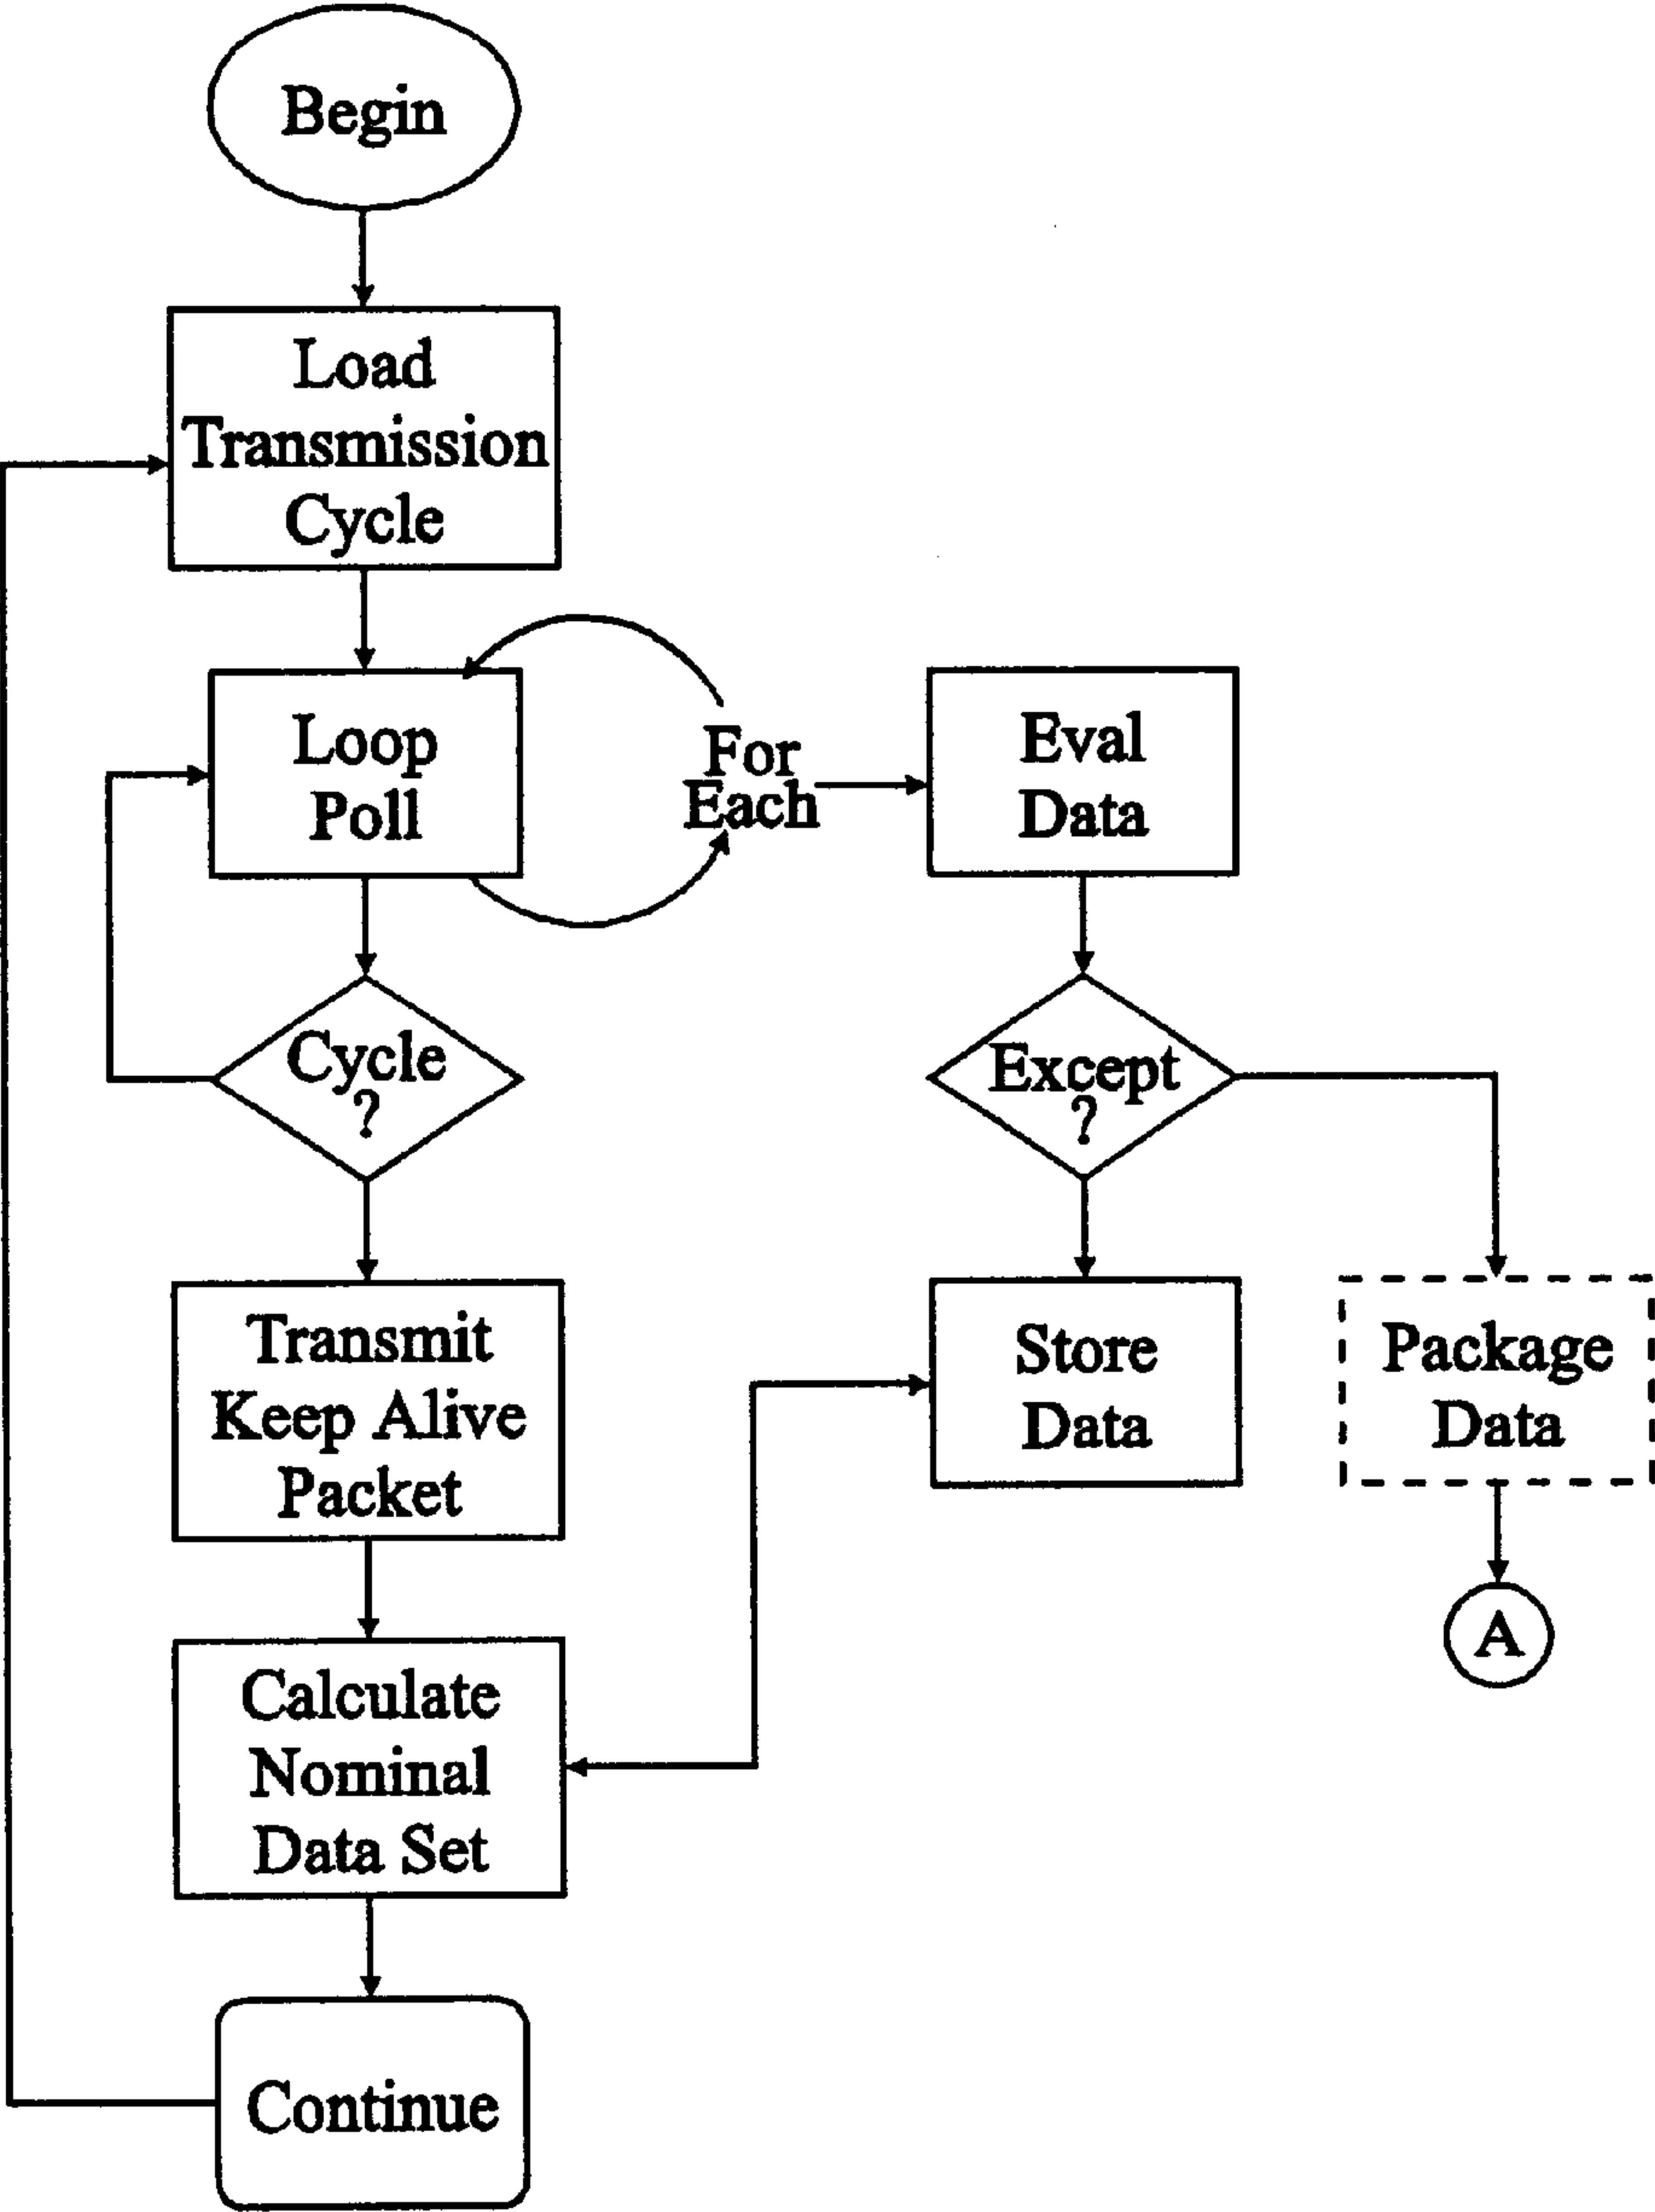 Begin
Load
Transmission
Cycle
Loop
Poll
For
Each
Eval
Data
Cycle
?
Except
?
Transmit
Keep Alive
Packet
Store
Data
Package
Data
A
Calculate
Nominal
Data Set
Continue